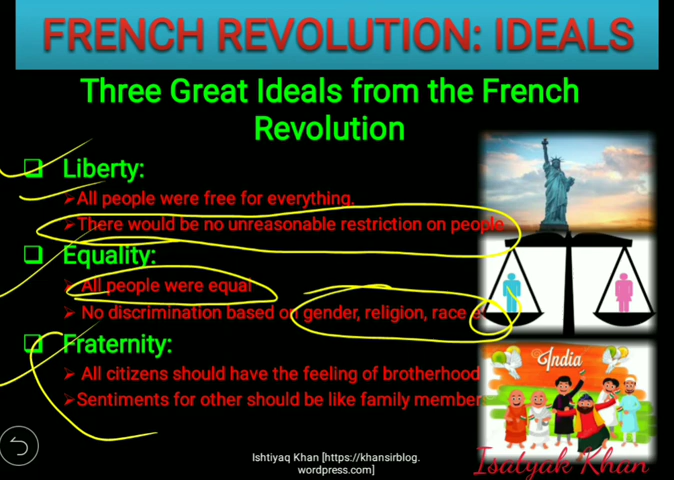 FRENCH REVOLUTION: IDEALS
Three Great Ideals from the French
Revolution
Liberty:
All people were free for everything.
There would be no unreasonable restriction on people
Equality:
All people were equal
No discrimination based on gender, religion, race
Fraternity:
All citizens should have the feeling of brotherhood
Sentiments for other should be like family member
India
Ishtiyaq Khan [https://khansirblog.
wordpress.com]
Khan